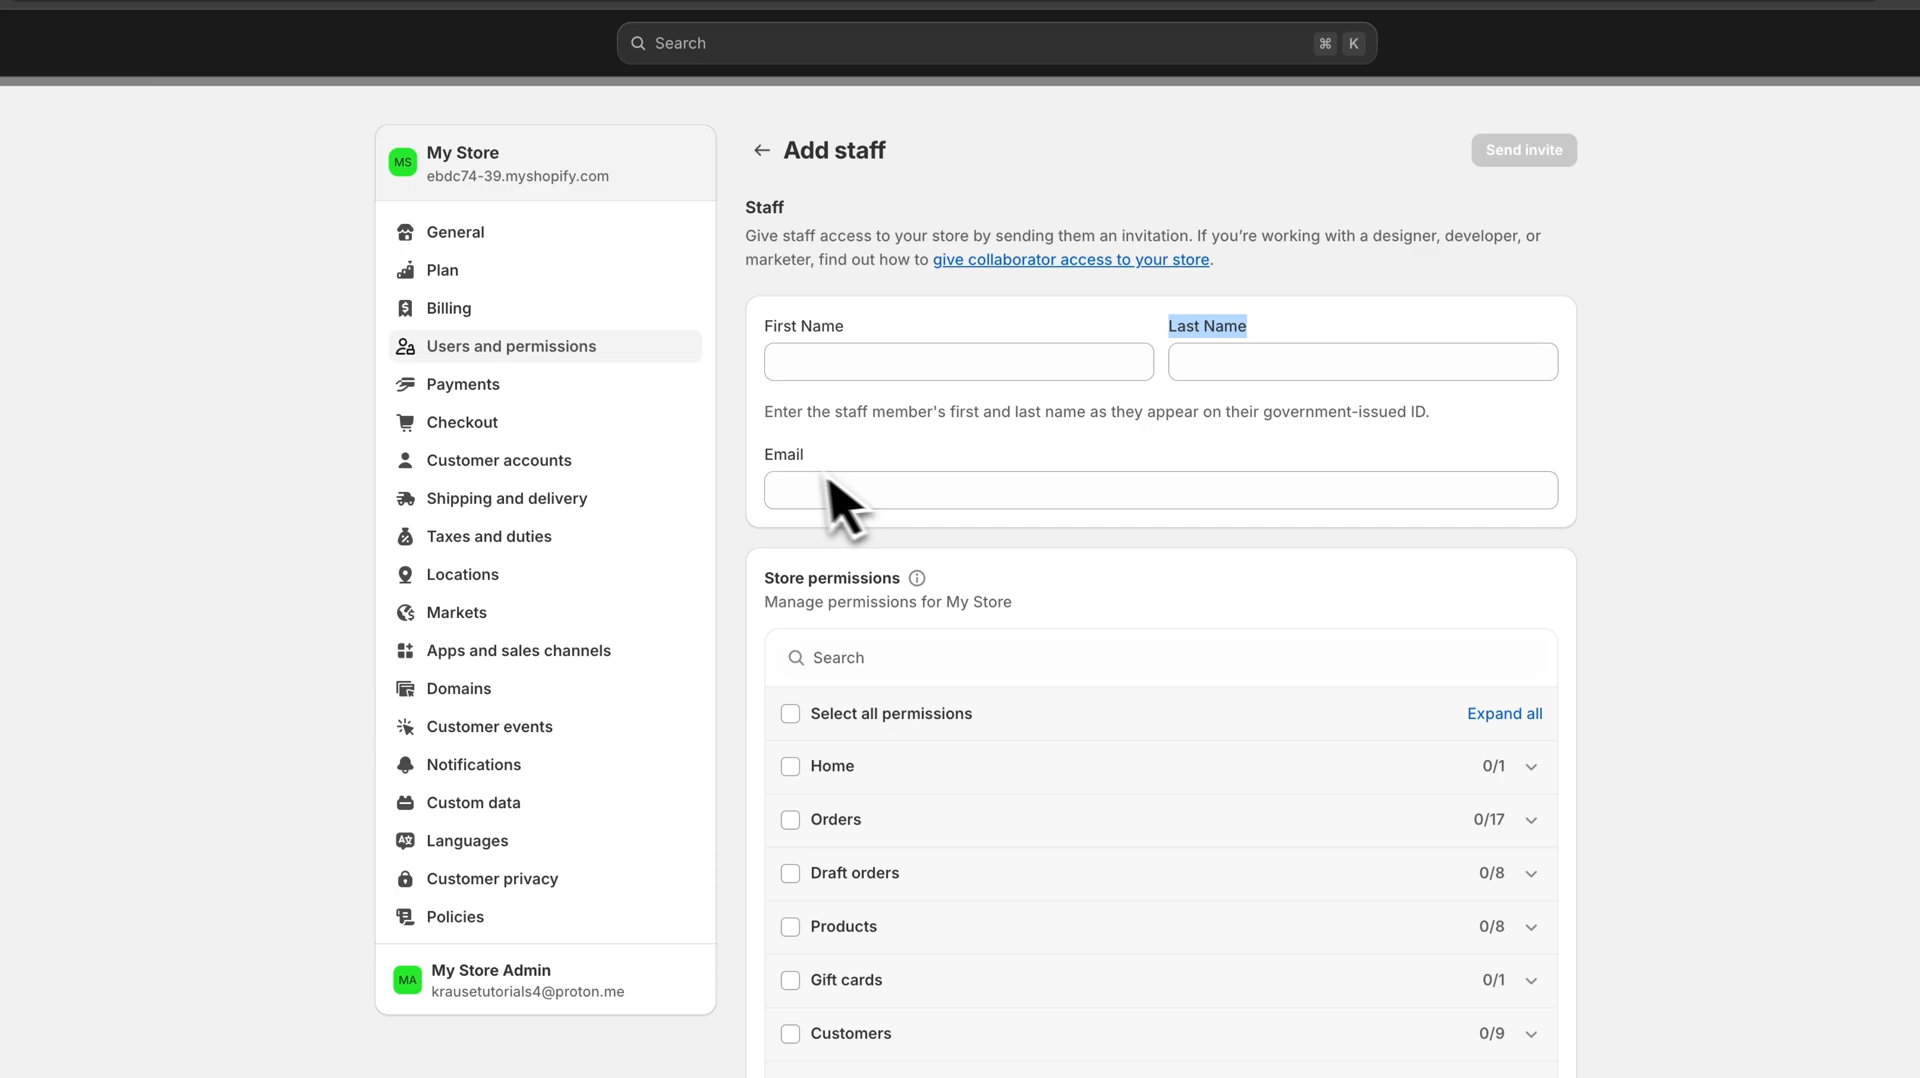 Search
⌘ K
MS
My Store
ebdc74-39.myshopify.com
General
Plan
Billing
Users and permissions
Payments
Checkout
Customer accounts
Shipping and delivery
Taxes and duties
Locations
Markets
Apps and sales channels
Domains
Customer events
Notifications
Custom data
Languages
Customer privacy
Policies
MA
My Store Admin
krausetutorials4@proton.me
Add staff
Send invite
Staff
Give staff access to your store by sending them an invitation. If you’re working with a designer, developer, or
marketer, find out how to give collaborator access to your store.
First Name
Last Name
Enter the staff member's first and last name as they appear on their government-issued ID.
Email
Store permissions
Manage permissions for My Store
Search
Select all permissions Expand all
Home 0/1
Orders 0/17
Draft orders 0/8
Products 0/8
Gift cards 0/1
Customers 0/9